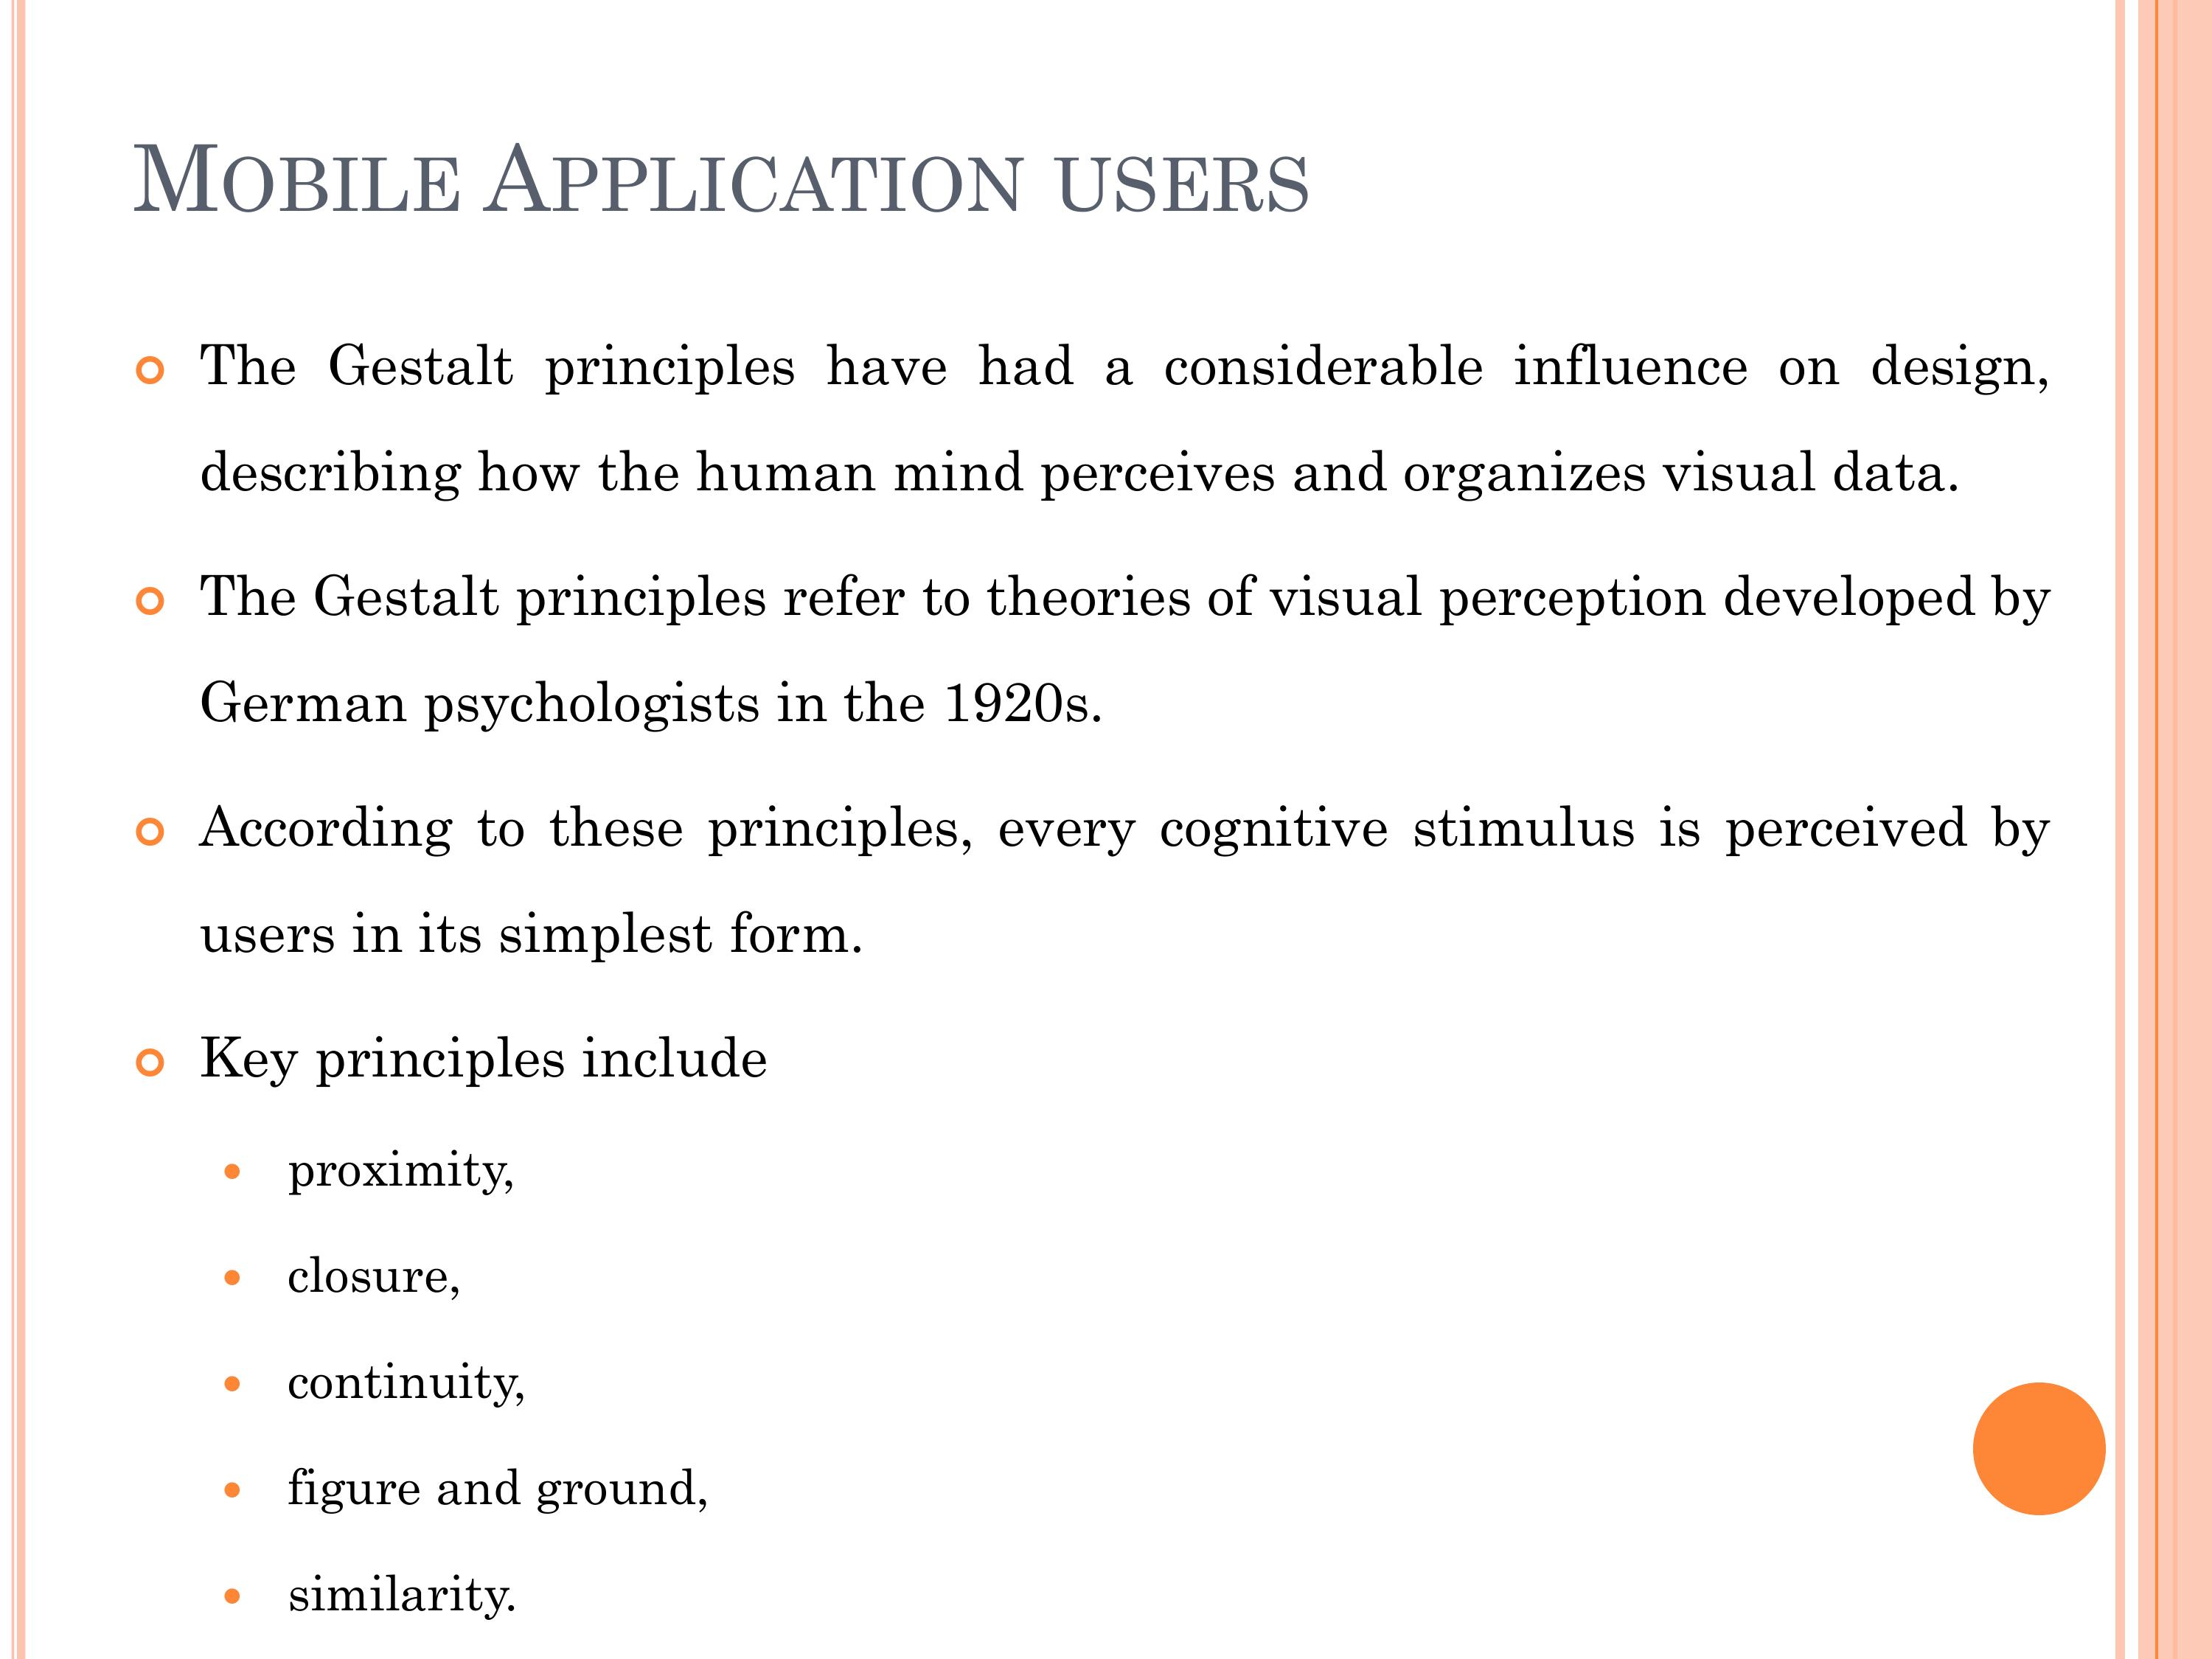 MOBILE APPLICATION USERS
The Gestalt principles have had a considerable influence on design,
describing how the human mind perceives and organizes visual data.
The Gestalt principles refer to theories of visual perception developed by
German psychologists in the 1920s.
According to these principles, every cognitive stimulus is perceived by
users in its simplest form.
Key principles include
proximity,
closure,
continuity,
figure and ground,
similarity.